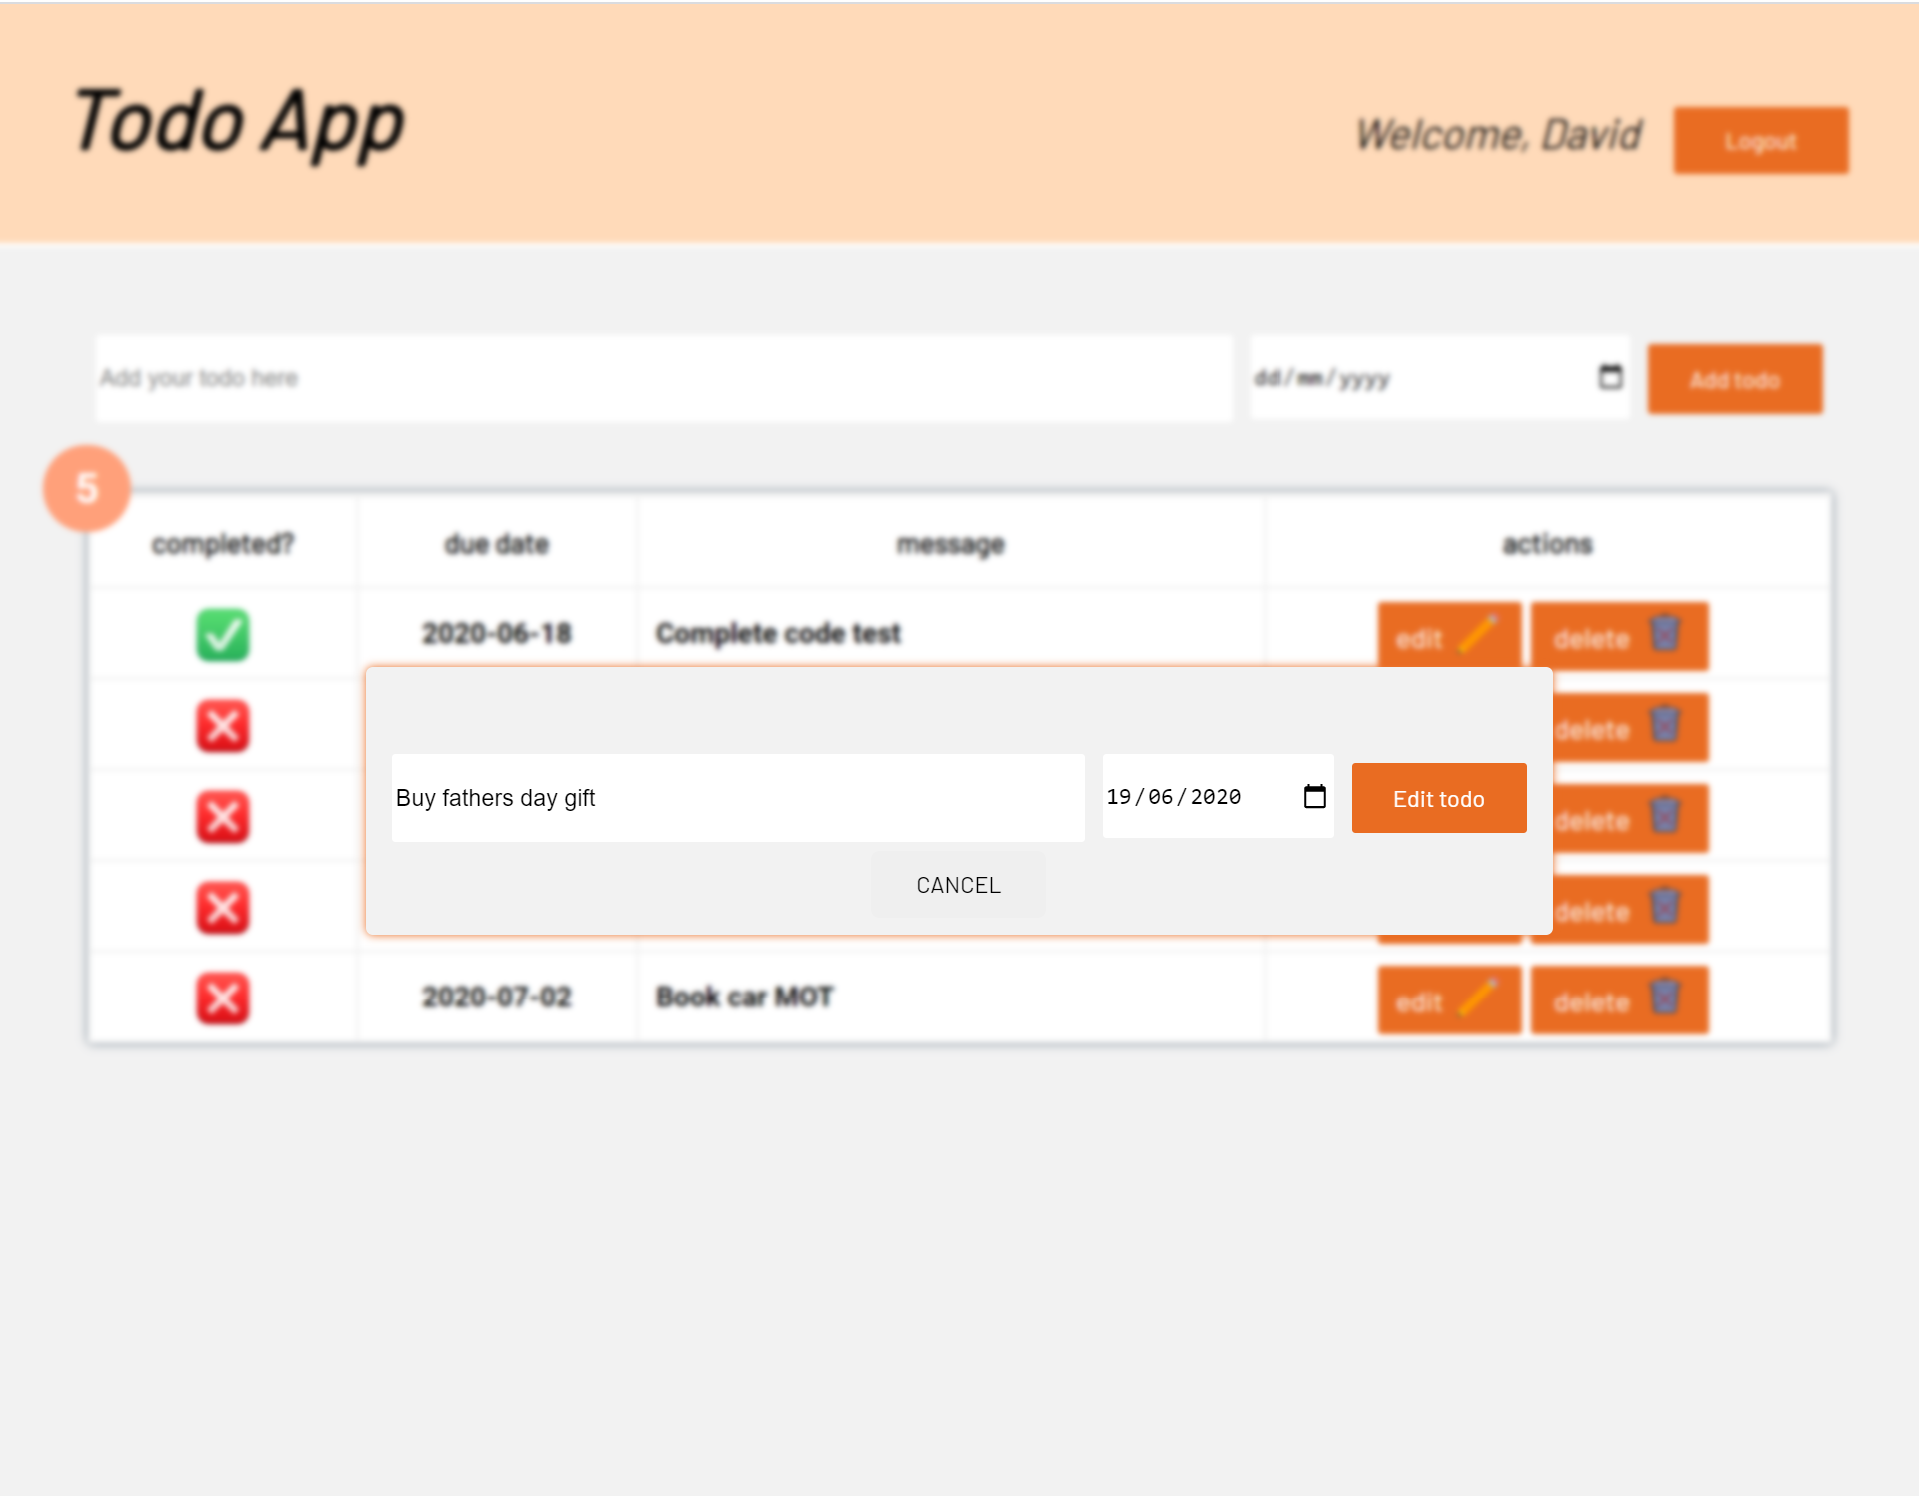 Todo App
Welcome, David
Logout
Add your todo here
dd/mm/yyyy
Add todo
5
completed? due date message actions
2020-06-18 Complete code test edit delete
delete
Buy fathers day gift 19/06/2020 Edit todo
delete
CANCEL
delete
2020-07-02 Book car MOT edit delete